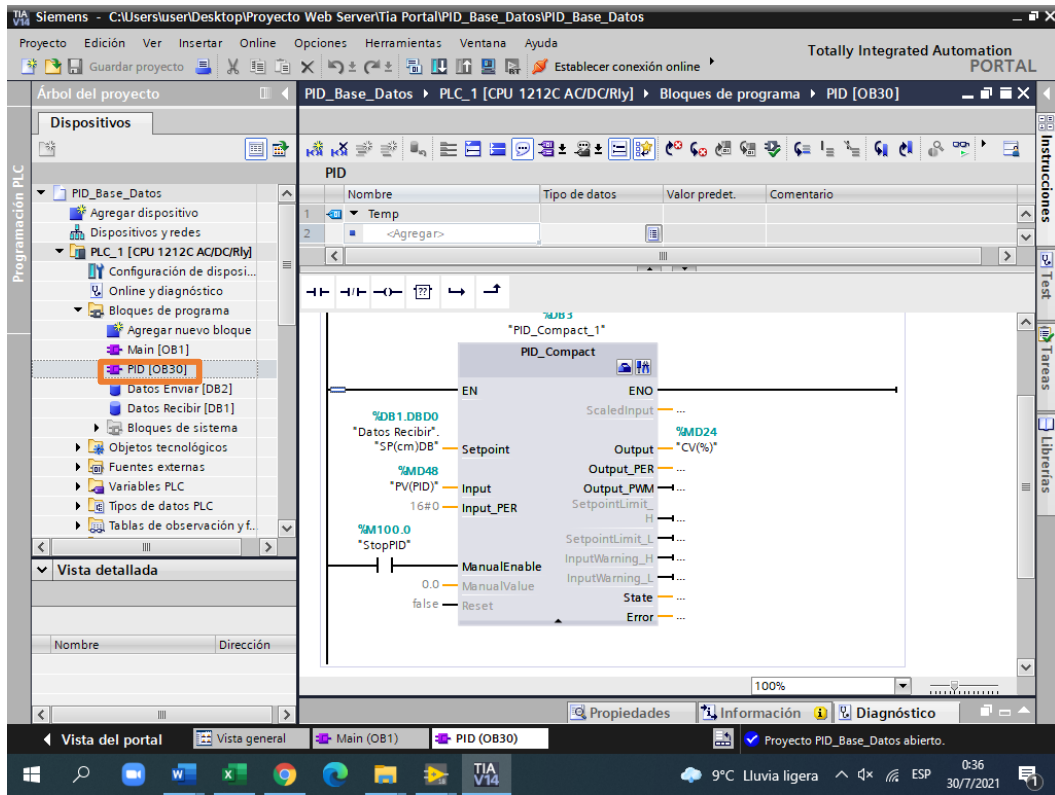 TIA V14 Siemens - C:\Users\user\Desktop\Proyecto Web Server\Tia Portal\PID_Base_Datos\PID_Base_Datos
Proyecto Edición Ver Insertar Online Opciones Herramientas Ventana Ayuda
Totally Integrated Automation
PORTAL
Guardar proyecto
Establecer conexión online
Árbol del proyecto
PID_Base_Datos PLC_1 [CPU 1212C AC/DC/Rly] Bloques de programa PID [OB30]
Dispositivos
Programación PLC
PID_Base_Datos
Agregar dispositivo
Dispositivos y redes
PLC_1 [CPU 1212C AC/DC/Rly]
Configuración de disposi...
Online y diagnóstico
Bloques de programa
Agregar nuevo bloque
Main [OB1]
PID [OB30]
Datos Enviar [DB2]
Datos Recibir [DB1]
Bloques de sistema
Objetos tecnológicos
Fuentes externas
Variables PLC
Tipos de datos PLC
Tablas de observación y f..
Vista detallada
Nombre Dirección
PID
Nombre Tipo de datos Valor predet. Comentario
1 Temp
2 <Agregar>
??
%DB3
"PID_Compact_1"
PID_Compact
EN ENO
ScaledInput ...
%DB1.DBD0
"Datos Recibir".
"SP(cm)DB" Setpoint
%MD24
Output "CV(%)"
%MD48
"PV(PID)" Input
Output_PER ...
Output_PWM ...
16#0 Input_PER
SetpointLimit_
H ...
%M100.0
"StopPID"
SetpointLimit_L ...
InputWarning_H ...
ManualEnable
InputWarning_L ...
0.0 ManualValue
State ...
false Reset
Error ...
100%
Propiedades Información Diagnóstico
Instrucciones
Test
Tareas
Librerías
Vista del portal Vista general Main (OB1) PID (OB30)
Proyecto PID_Base_Datos abierto.
TIA V14
9°C Lluvia ligera ESP
0:36
30/7/2021
1